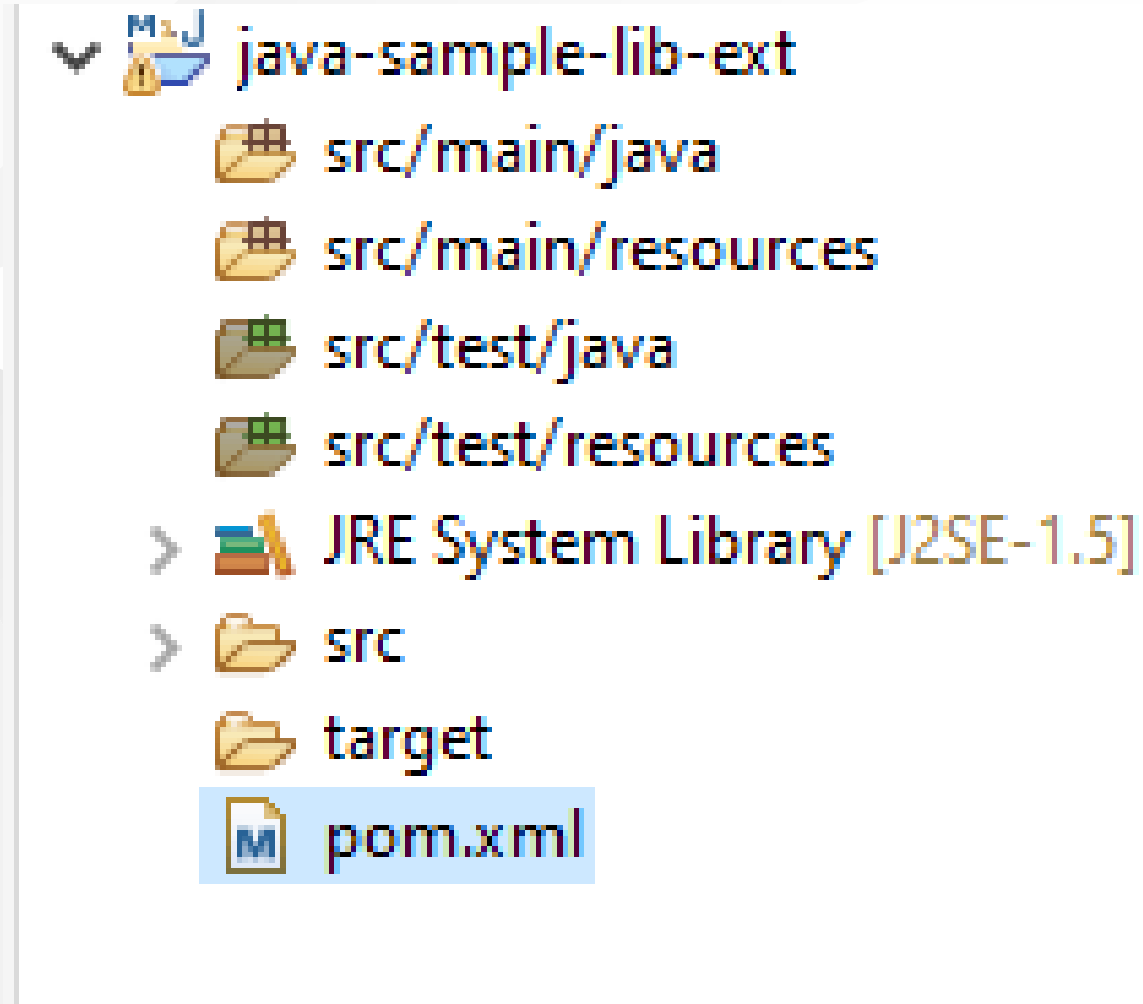 java-sample-lib-ext
src/main/java
src/main/resources
src/test/java
src/test/resources
JRE System Library [J2SE-1.5]
src
target
pom.xml